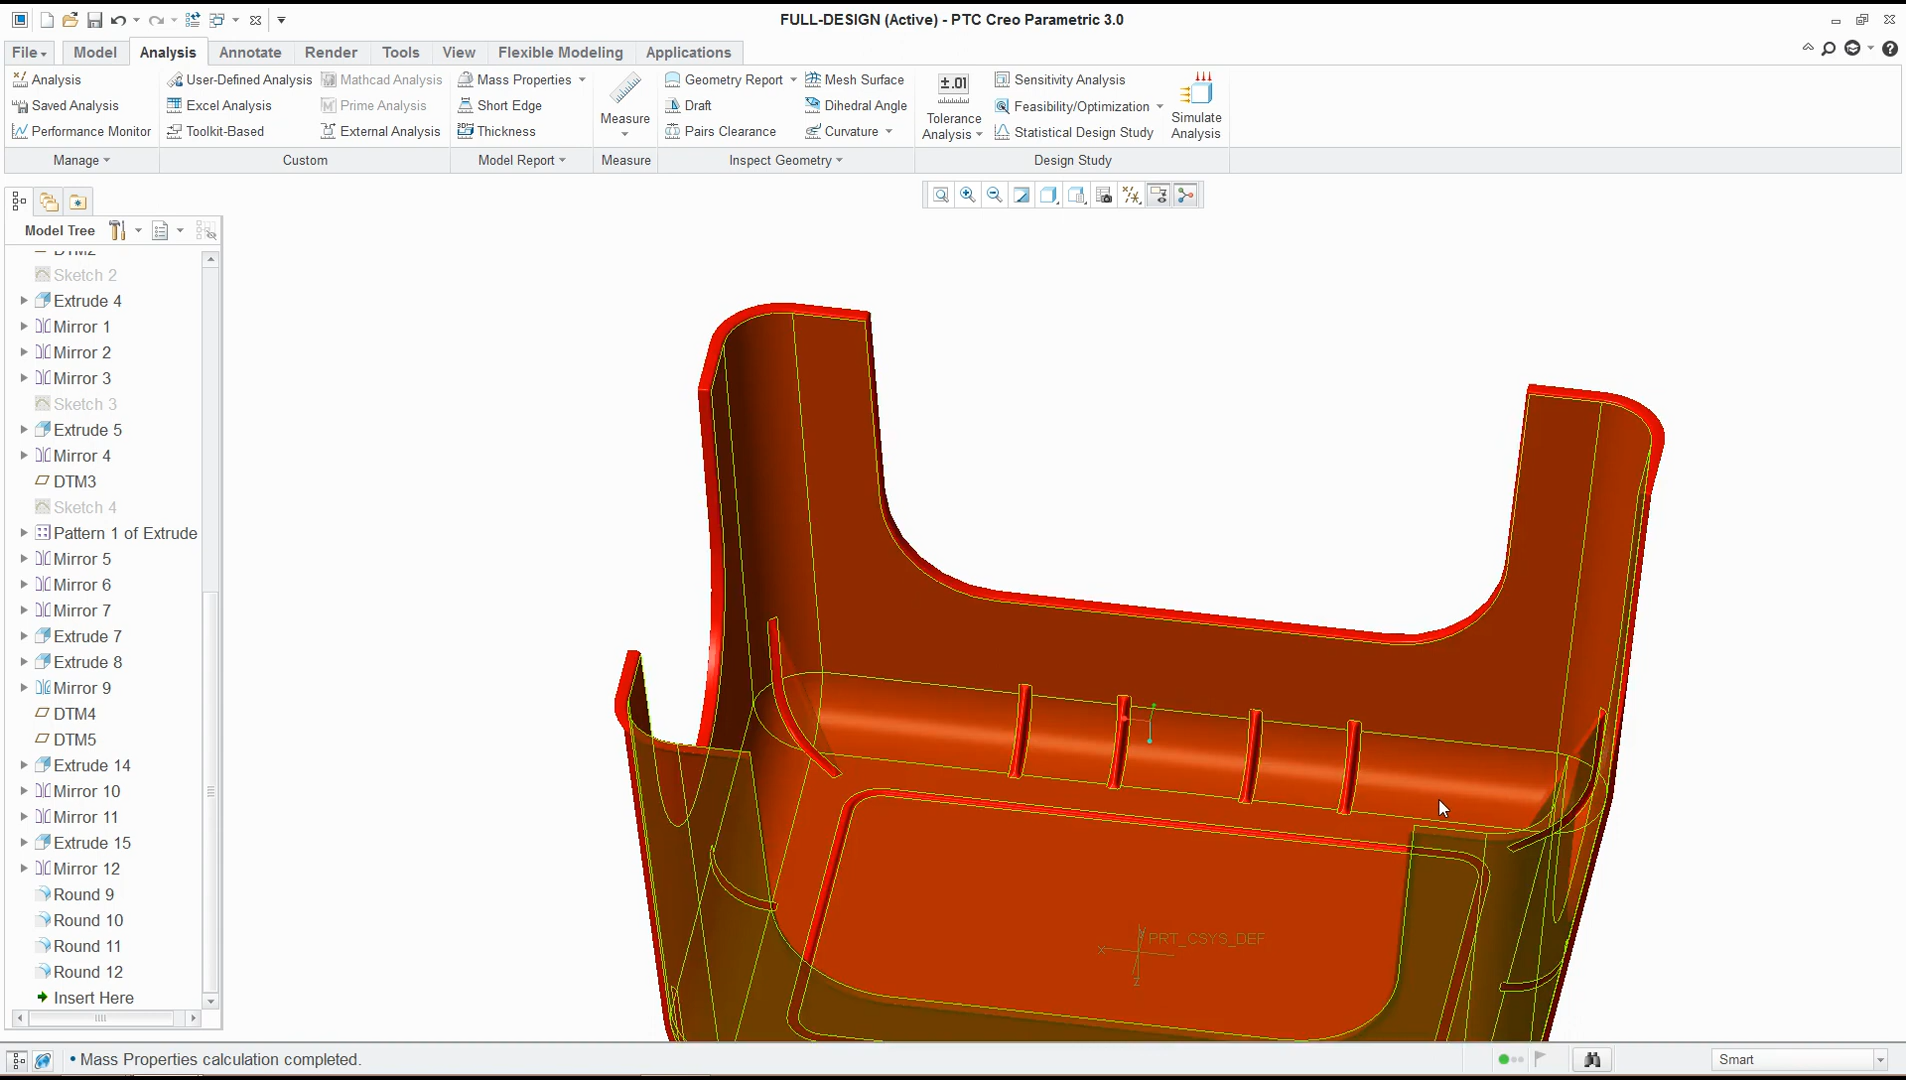 FULL-DESIGN (Active) - PTC Creo Parametric 3.0
File Model Analysis Annotate Render Tools View Flexible Modeling Applications
Analysis User-Defined Analysis Mathcad Analysis Mass Properties Geometry Report Mesh Surface Sensitivity Analysis
Saved Analysis Excel Analysis Prime Analysis Short Edge Draft Dihedral Angle Feasibility/Optimization
Performance Monitor Toolkit-Based External Analysis Thickness Pairs Clearance Curvature Statistical Design Study
Measure
±.01
Tolerance Analysis
Simulate Analysis
Manage Custom Model Report Measure Inspect Geometry Design Study
Model Tree
DTM2
Sketch 2
Extrude 4
Mirror 1
Mirror 2
Mirror 3
Sketch 3
Extrude 5
Mirror 4
DTM3
Sketch 4
Pattern 1 of Extrude
Mirror 5
Mirror 6
Mirror 7
Extrude 7
Extrude 8
Mirror 9
DTM4
DTM5
Extrude 14
Mirror 10
Mirror 11
Extrude 15
Mirror 12
Round 9
Round 10
Round 11
Round 12
Insert Here
PRT_CSYS_DEF
X
Y
Z
• Mass Properties calculation completed.
Smart